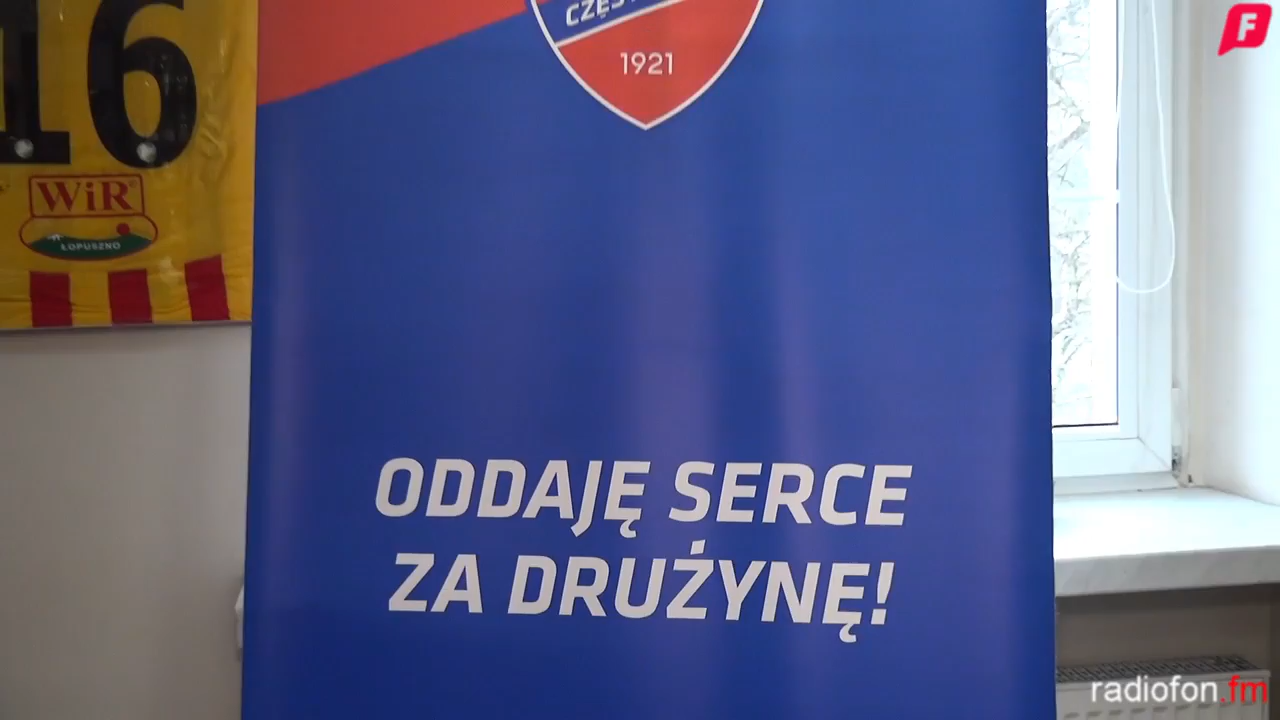 16
WiR®
ŁOPUSZNO
1921
ODDAJĘ SERCE
ZA DRUŻYNĘ!
F
radiofon.fm